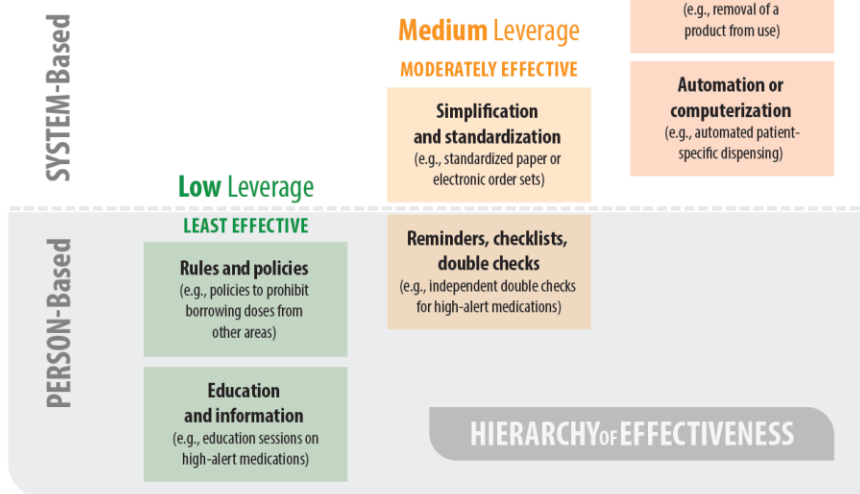 SYSTEM-Based
PERSON-Based
Low Leverage
LEAST EFFECTIVE
Rules and policies
(e.g., policies to prohibit
borrowing doses from
other areas)
Education
and information
(e.g., education sessions on
high-alert medications)
Medium Leverage
MODERATELY EFFECTIVE
Simplification
and standardization
(e.g., standardized paper or
electronic order sets)
Reminders, checklists,
double checks
(e.g., independent double checks
for high-alert medications)
(e.g., removal of a
product from use)
Automation or
computerization
(e.g., automated patient-
specific dispensing)
HIERARCHY OF EFFECTIVENESS